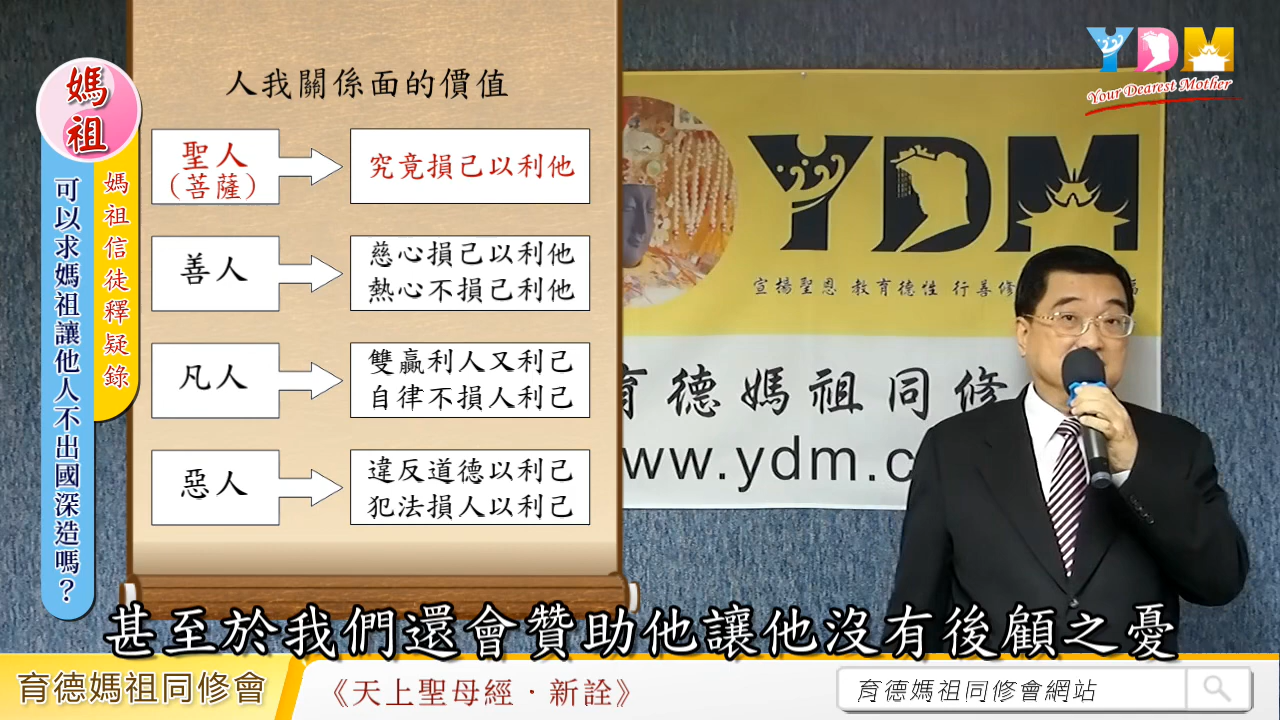 YDM
Your Dearest Mother
媽祖
媽祖信徒釋疑錄
可以求媽祖讓他人不出國深造嗎？
人我關係面的價值
聖人
（菩薩）
究竟損己以利他
善人
慈心損己以利他
熱心不損己利他
凡人
雙贏利人又利己
自律不損人利己
惡人
違反道德以利己
犯法損人以利己
YDM
宣揚聖恩 教育德性 行善修
育德媽祖同修
www.ydm.c
甚至於我們還會贊助他讓他沒有後顧之憂
育德媽祖同修會
《天上聖母經．新詮》
育德媽祖同修會網站